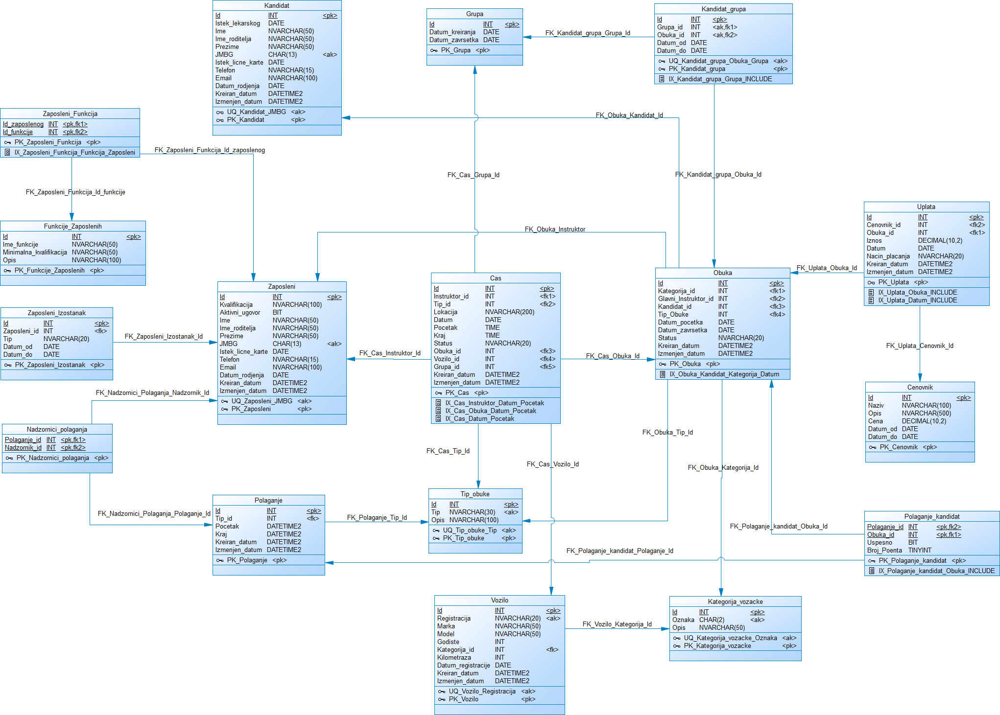 Kandidat
Id INT <pk>
Istek_lekarskog DATE
Ime NVARCHAR(50)
Ime_roditelja NVARCHAR(50)
Prezime NVARCHAR(50)
JMBG CHAR(13) <ak>
Istek_licne_karte DATE
Telefon NVARCHAR(15)
Email NVARCHAR(100)
Datum_rodjenja DATE
Kreiran_datum DATETIME2
Izmenjen_datum DATETIME2
UQ_Kandidat_JMBG <ak>
PK_Kandidat <pk>
Grupa
Id INT <pk>
Datum_kreiranja DATE
Datum_zavrsetka DATE
PK_Grupa <pk>
FK_Kandidat_grupa_Grupa_Id
Kandidat_grupa
Id INT <pk>
Grupa_id INT <ak,fk1>
Obuka_id INT <ak,fk2>
Datum_od DATE
Datum_do DATE
UQ_Kandidat_grupa_Obuka_Grupa <ak>
PK_Kandidat_grupa <pk>
IX_Kandidat_grupa_Grupa_INCLUDE
Zaposleni_Funkcija
Id_zaposlenog INT <pk,fk1>
Id_funkcije INT <pk,fk2>
PK_Zaposleni_Funkcija <pk>
IX_Zaposleni_Funkcija_Funkcija_Zaposleni
FK_Zaposleni_Funkcija_Id_zaposlenog
FK_Obuka_Kandidat_Id
FK_Cas_Grupa_Id
FK_Kandidat_grupa_Obuka_Id
FK_Zaposleni_Funkcija_Id_funkcije
Funkcije_Zaposlenih
Id INT <pk>
Ime_funkcije NVARCHAR(50)
Minimalna_kvalifikacija NVARCHAR(50)
Opis NVARCHAR(100)
PK_Funkcije_Zaposlenih <pk>
FK_Obuka_Instruktor
Uplata
Id INT <pk>
Cenovnik_id INT <fk2>
Obuka_id INT <fk1>
Iznos DECIMAL(10,2)
Datum DATE
Nacin_placanja NVARCHAR(20)
Kreiran_datum DATETIME2
Izmenjen_datum DATETIME2
PK_Uplata <pk>
IX_Uplata_Obuka_INCLUDE
IX_Uplata_Datum_INCLUDE
FK_Uplata_Obuka_Id
Zaposleni
Id INT <pk>
Kvalifikacija NVARCHAR(100)
Aktivni_ugovor BIT
Ime NVARCHAR(50)
Ime_roditelja NVARCHAR(50)
Prezime NVARCHAR(50)
JMBG CHAR(13) <ak>
Istek_licne_karte DATE
Telefon NVARCHAR(15)
Email NVARCHAR(100)
Datum_rodjenja DATE
Kreiran_datum DATETIME2
Izmenjen_datum DATETIME2
UQ_Zaposleni_JMBG <ak>
PK_Zaposleni <pk>
Cas
Id INT <pk>
Instruktor_id INT <fk1>
Tip_id INT <fk2>
Lokacija NVARCHAR(200)
Datum DATE
Pocetak TIME
Kraj TIME
Status NVARCHAR(20)
Obuka_id INT <fk3>
Vozilo_id INT <fk4>
Grupa_id INT <fk5>
Kreiran_datum DATETIME2
Izmenjen_datum DATETIME2
PK_Cas <pk>
IX_Cas_Instruktor_Datum_Pocetak
IX_Cas_Obuka_Datum_Pocetak
IX_Cas_Datum_Pocetak
Obuka
Id INT <pk>
Kategorija_id INT <fk1>
Glavni_Instruktor_id INT <fk2>
Kandidat_id INT <fk3>
Tip_Obuke INT <fk4>
Datum_pocetka DATE
Datum_zavrsetka DATE
Status NVARCHAR(20)
Kreiran_datum DATETIME2
Izmenjen_datum DATETIME2
PK_Obuka <pk>
IX_Obuka_Kandidat_Kategorija_Datum
Zaposleni_Izostanak
Id INT <pk>
Zaposleni_id INT <fk>
Tip NVARCHAR(20)
Datum_od DATE
Datum_do DATE
PK_Zaposleni_Izostanak <pk>
FK_Zaposleni_Izostanak_Id
FK_Cas_Instruktor_Id
FK_Cas_Obuka_Id
FK_Uplata_Cenovnik_Id
Cenovnik
Id INT <pk>
Naziv NVARCHAR(100)
Opis NVARCHAR(500)
Cena DECIMAL(10,2)
Datum_od DATE
Datum_do DATE
PK_Cenovnik <pk>
FK_Nadzornici_Polaganja_Nadzornik_Id
Nadzornici_polaganja
Polaganje_id INT <pk,fk1>
Nadzornik_id INT <pk,fk2>
PK_Nadzornici_polaganja <pk>
FK_Obuka_Tip_Id
FK_Cas_Tip_Id
FK_Cas_Vozilo_Id
FK_Obuka_Kategorija_Id
FK_Nadzornici_Polaganja_Polaganje_Id
Polaganje
Id INT <pk>
Tip_id INT <fk>
Pocetak DATETIME2
Kraj DATETIME2
Kreiran_datum DATETIME2
Izmenjen_datum DATETIME2
PK_Polaganje <pk>
FK_Polaganje_Tip_Id
Tip_obuke
Id INT <pk>
Tip NVARCHAR(30) <ak>
Opis NVARCHAR(100)
UQ_Tip_obuke_Tip <ak>
PK_Tip_obuke <pk>
FK_Polaganje_kandidat_Obuka_Id
FK_Polaganje_kandidat_Polaganje_Id
Polaganje_kandidat
Polaganje_id INT <pk,fk2>
Obuka_id INT <pk,fk1>
Uspesno BIT
Broj_Poenta TINYINT
PK_Polaganje_kandidat <pk>
IX_Polaganje_kandidat_Obuka_INCLUDE
Vozilo
Id INT <pk>
Registracija NVARCHAR(20) <ak>
Marka NVARCHAR(50)
Model NVARCHAR(50)
Godiste INT
Kategorija_id INT <fk>
Kilometraza INT
Datum_registracije DATE
Kreiran_datum DATETIME2
Izmenjen_datum DATETIME2
UQ_Vozilo_Registracija <ak>
PK_Vozilo <pk>
FK_Vozilo_Kategorija_Id
Kategorija_vozacke
Id INT <pk>
Oznaka CHAR(2) <ak>
Opis NVARCHAR(50)
UQ_Kategorija_vozacke_Oznaka <ak>
PK_Kategorija_vozacke <pk>